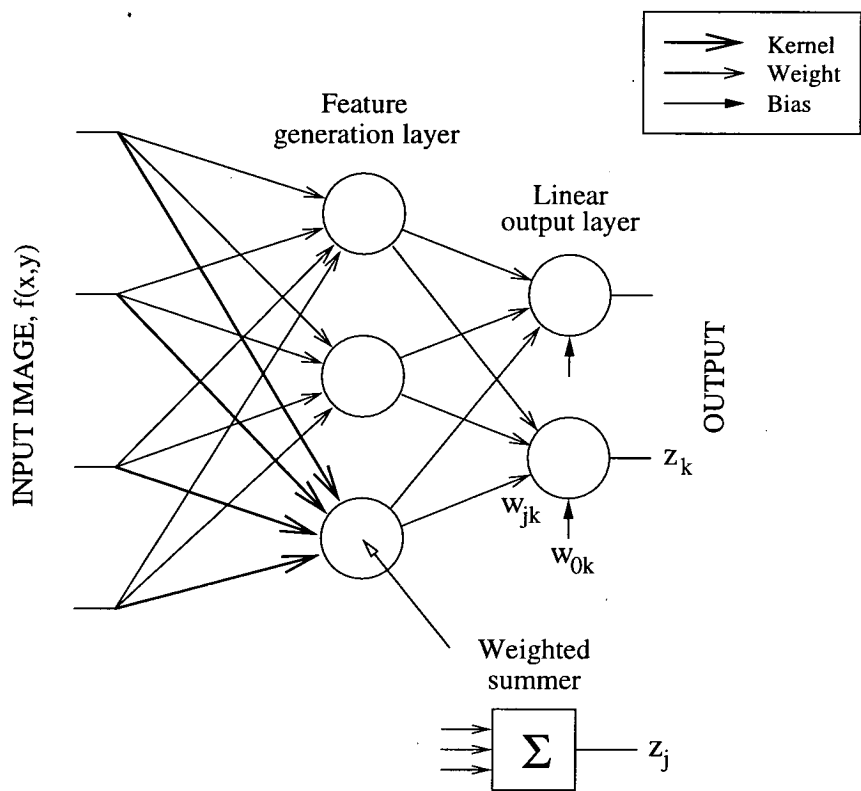 Kernel
Weight
Bias
Feature
generation layer
Linear
output layer
INPUT IMAGE, f(x,y)
OUTPUT
z_k
w_jk
w_0k
Weighted
summer
Σ
z_j